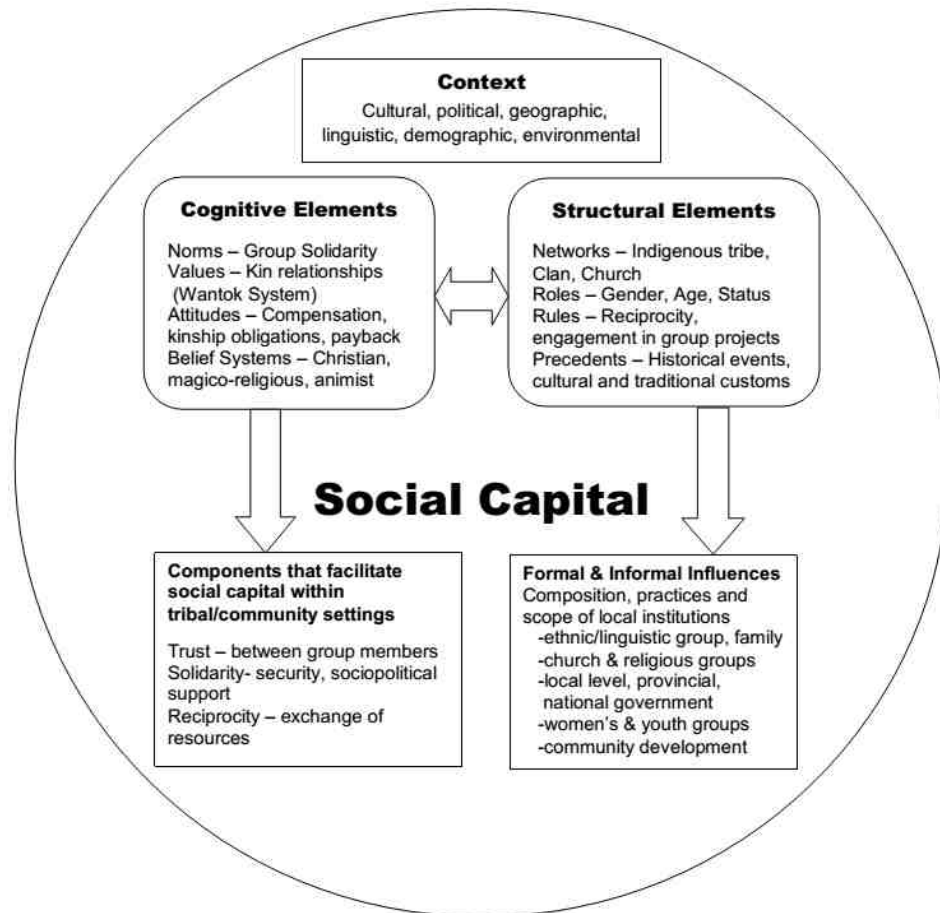 Context
Cultural, political, geographic,
linguistic, demographic, environmental
Cognitive Elements
Norms – Group Solidarity
Values – Kin relationships
(Wantok System)
Attitudes – Compensation,
kinship obligations, payback
Belief Systems – Christian,
magico-religious, animist
Structural Elements
Networks – Indigenous tribe,
Clan, Church
Roles – Gender, Age, Status
Rules – Reciprocity,
engagement in group projects
Precedents – Historical events,
cultural and traditional customs
Social Capital
Components that facilitate
social capital within
tribal/community settings
Trust – between group members
Solidarity- security, sociopolitical
support
Reciprocity – exchange of
resources
Formal & Informal Influences
Composition, practices and
scope of local institutions
-ethnic/linguistic group, family
-church & religious groups
-local level, provincial,
national government
-women's & youth groups
-community development